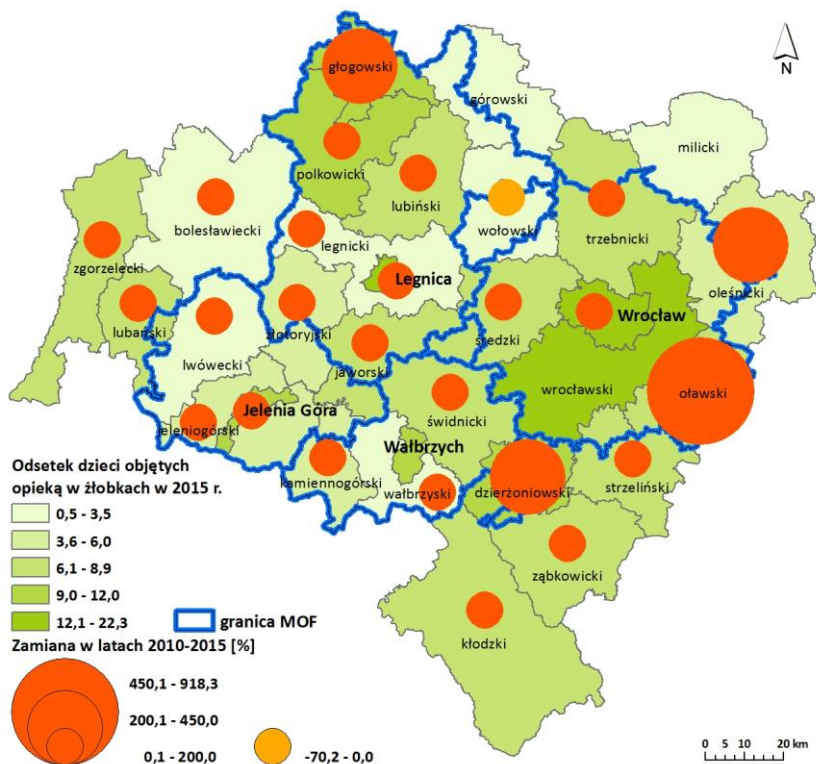 głogowski
N
górowski
milicki
polkowicki
lubiński
bolesławiecki
wołowski
trzebnicki
legnicki
zgorzelecki
Legnica
oleśnicki
Wrocław
lubański
złotoryjski
średzki
lwówecki
jaworski
wrocławski
oławski
świdnicki
Jelenia Góra
jeleniogórski
Wałbrzych
Odsetek dzieci objętych
opieką w żłobkach w 2015 r.
kamiennogórski
wałbrzyski
dzierżoniowski
strzeliński
0,5 - 3,5
3,6 - 6,0
6,1 - 8,9
9,0 - 12,0
12,1 - 22,3
granica MOF
ząbkowicki
kłodzki
Zamiana w latach 2010-2015 [%]
450,1 - 918,3
200,1 - 450,0
0,1 - 200,0
-70,2 - 0,0
0 5 10 20 km